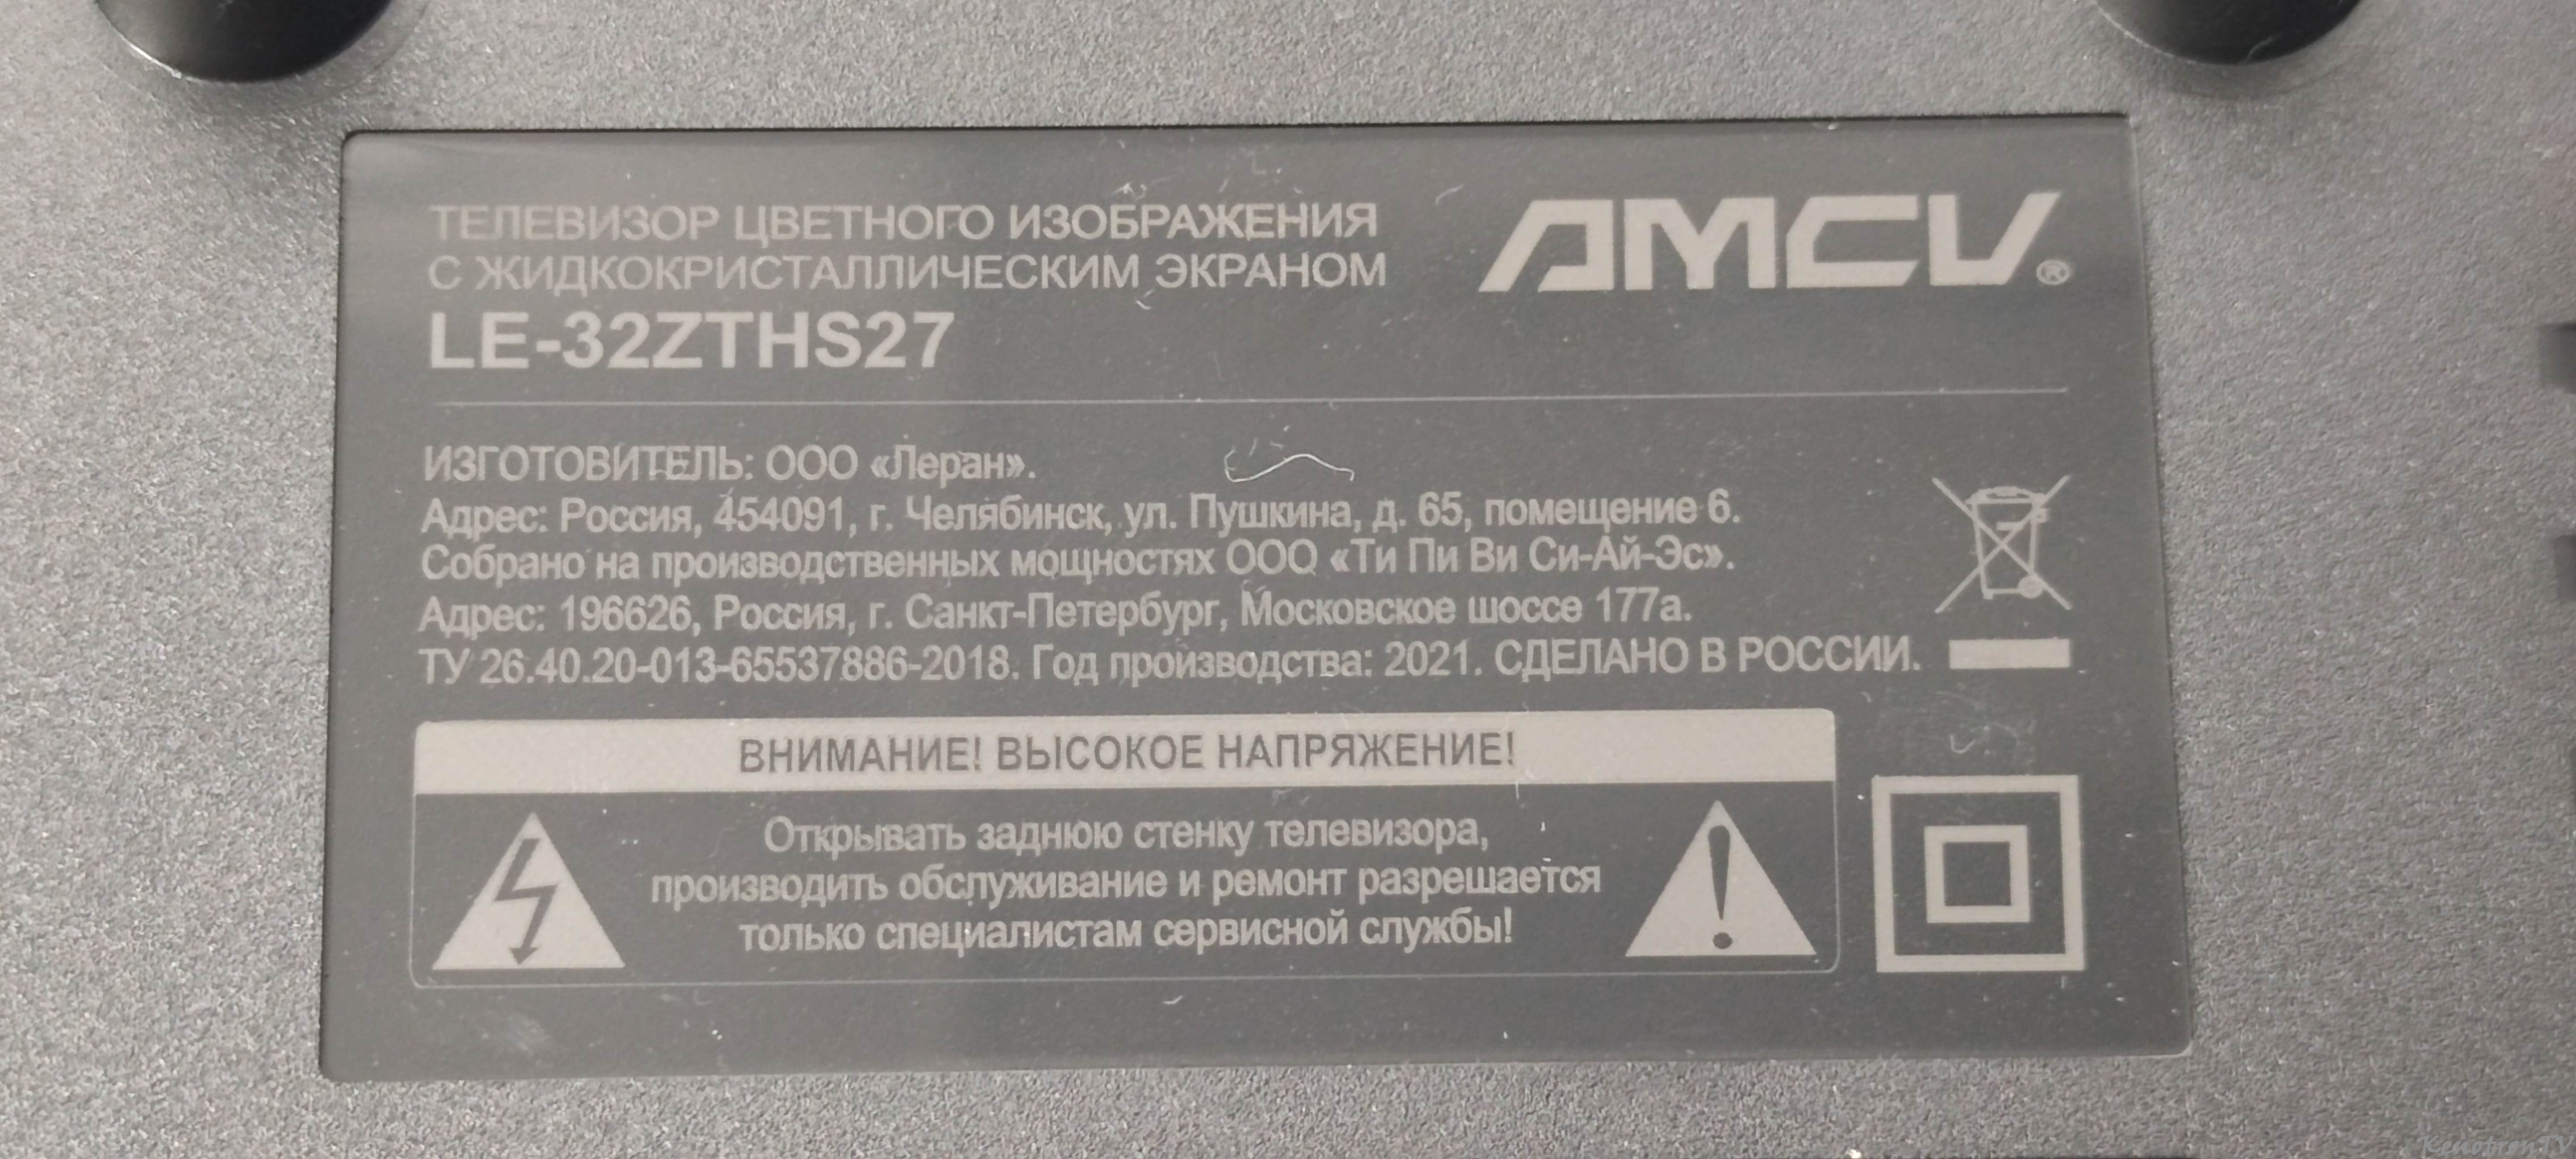 ТЕЛЕВИЗОР ЦВЕТНОГО ИЗОБРАЖЕНИЯ
С ЖИДКОКРИСТАЛЛИЧЕСКИМ ЭКРАНОМ
LE-32ZTHS27
AMCV®
ИЗГОТОВИТЕЛЬ: ООО «Леран».
Адрес: Россия, 454091, г. Челябинск, ул. Пушкина, д. 65, помещение 6.
Собрано на производственных мощностях ООО «Ти Пи Ви Си-Ай-Эс».
Адрес: 196626, Россия, г. Санкт-Петербург, Московское шоссе 177а.
ТУ 26.40.20-013-65537886-2018. Год производства: 2021. СДЕЛАНО В РОССИИ.
ВНИМАНИЕ! ВЫСОКОЕ НАПРЯЖЕНИЕ!
Открывать заднюю стенку телевизора,
производить обслуживание и ремонт разрешается
только специалистам сервисной службы!
KenotronTV